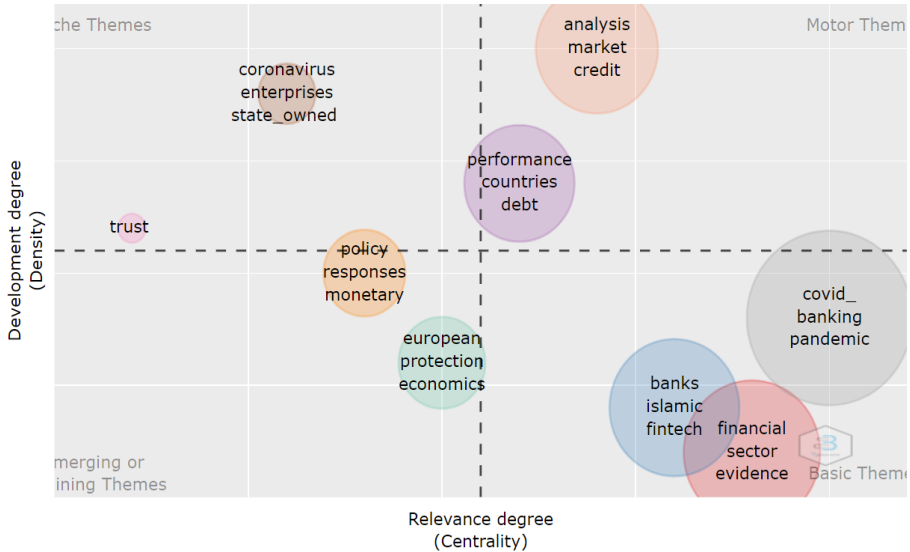 che Themes
Motor Them
analysis
market
credit
coronavirus
enterprises
state_owned
performance
countries
debt
trust
policy
responses
monetary
covid_
banking
pandemic
european
protection
economics
banks
islamic
fintech
financial
sector
evidence
merging or
ining Themes
Basic Theme
Development degree
(Density)
Relevance degree
(Centrality)